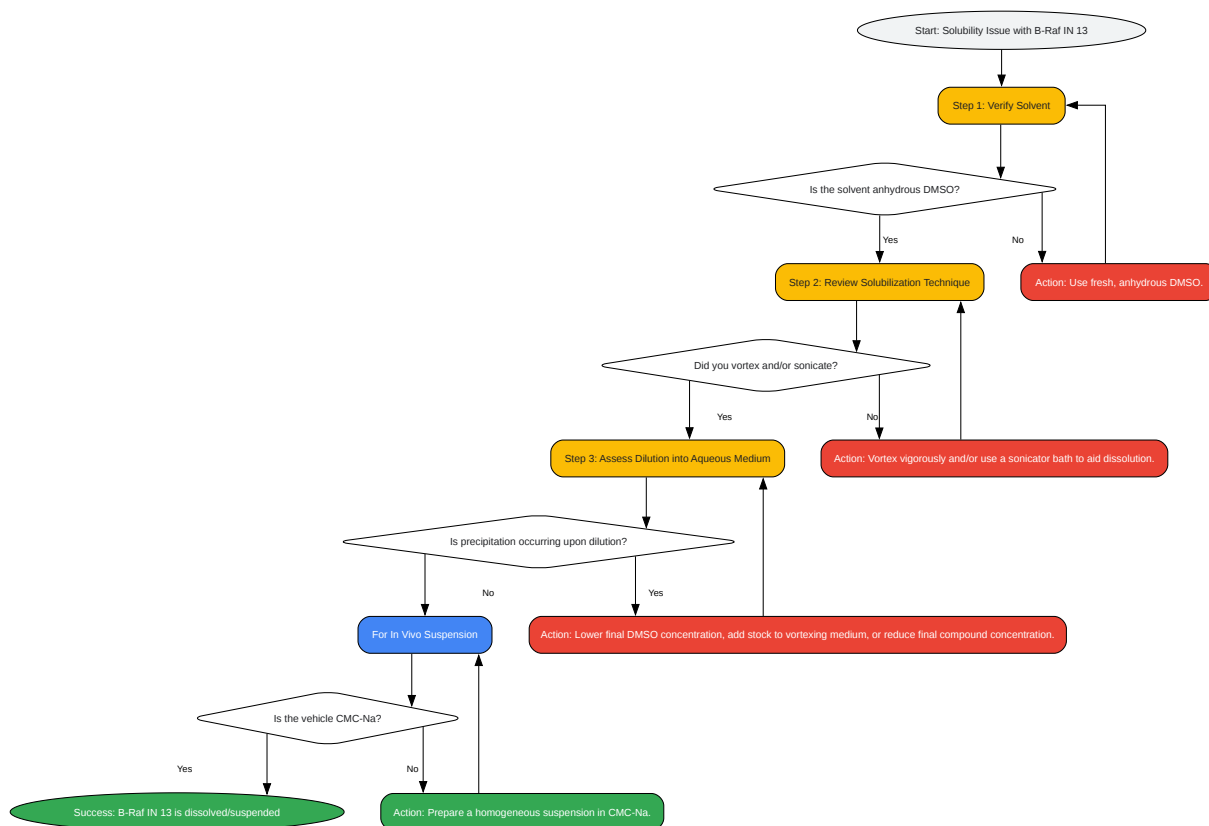 Start: Solubility Issue with B-Raf IN 13
Step 1: Verify Solvent
Is the solvent anhydrous DMSO?
Yes
No
Step 2: Review Solubilization Technique
Action: Use fresh, anhydrous DMSO.
Did you vortex and/or sonicate?
Yes
No
Step 3: Assess Dilution into Aqueous Medium
Action: Vortex vigorously and/or use a sonicator bath to aid dissolution.
Is precipitation occurring upon dilution?
No
Yes
For In Vivo Suspension
Action: Lower final DMSO concentration, add stock to vortexing medium, or reduce final compound concentration.
Is the vehicle CMC-Na?
Yes
No
Success: B-Raf IN 13 is dissolved/suspended
Action: Prepare a homogeneous suspension in CMC-Na.